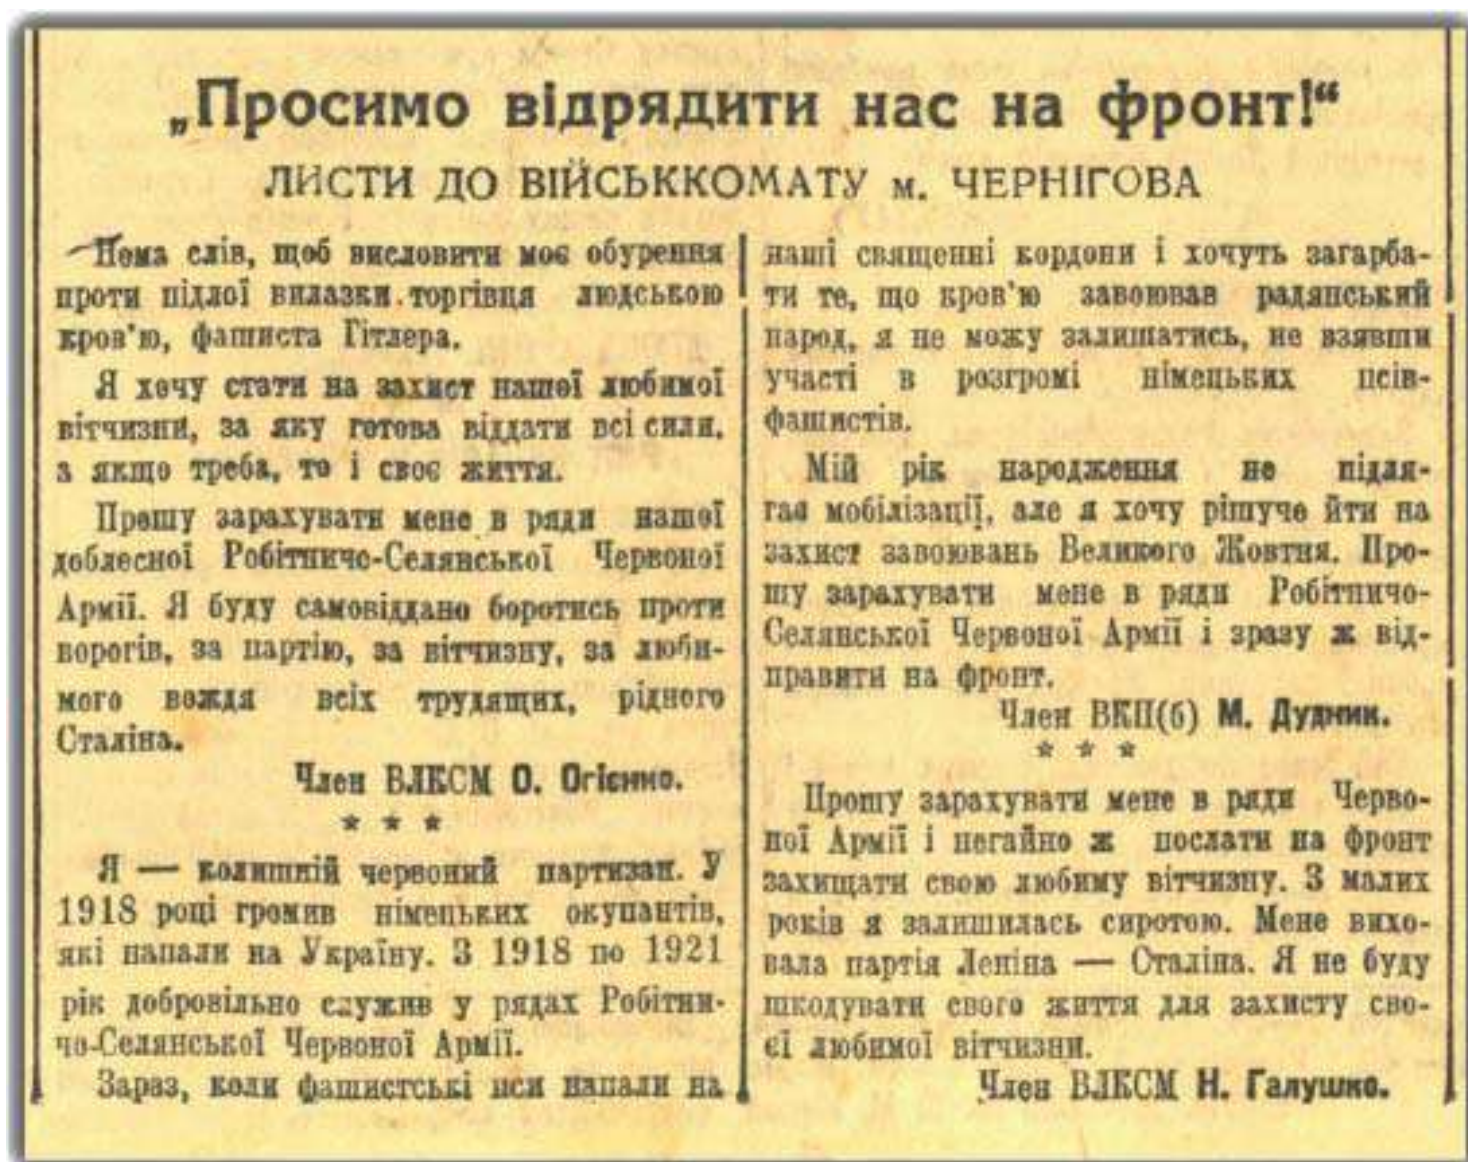 „Просимо відрядити нас на фронт!“
ЛИСТИ ДО ВІЙСЬККОМАТУ м. ЧЕРНІГОВА
Нема слів, щоб висловити моє обурення
проти підлої вилазки торгівця людською
кров'ю, фашиста Гітлера.
Я хочу стати на захист нашої любимої
вітчизни, за яку готова віддати всі сили,
а якщо треба, то і своє життя.
Прошу зарахувати мене в ряди нашої
доблесної Робітничо-Селянської Червоної
Армії. Я буду самовіддано боротись проти
ворогів, за партію, за вітчизну, за люби-
мого вождя всіх трудящих, рідного
Сталіна.
Член ВЛКСМ О. Огієнко.
* * *
Я — колишній червоний партизан. У
1918 році громив німецьких окупантів,
які напали на Україну. З 1918 по 1921
рік добровільно служив у рядах Робітни-
чо-Селянської Червоної Армії.
Зараз, коли фашистські пси напали на
наші священні кордони і хочуть загарба-
ти те, що кров'ю завоював радянський
народ, я не можу залишатись, не взявши
участі в розгромі німецьких псів-
фашистів.
Мій рік народження не підля-
гає мобілізації, але я хочу рішуче йти на
захист завоювань Великого Жовтня. Про-
шу зарахувати мене в ряди Робітничо-
Селянської Червоної Армії і зразу ж від-
правити на фронт.
Член ВКП(б) М. Дудник.
* * *
Прошу зарахувати мене в ряди Черво-
ної Армії і негайно ж послати на фронт
захищати свою любиму вітчизну. З малих
років я залишилась сиротою. Мене вихо-
вала партія Леніна — Сталіна. Я не буду
шкодувати свого життя для захисту сво-
єї любимої вітчизни.
Член ВЛКСМ Н. Галушко.